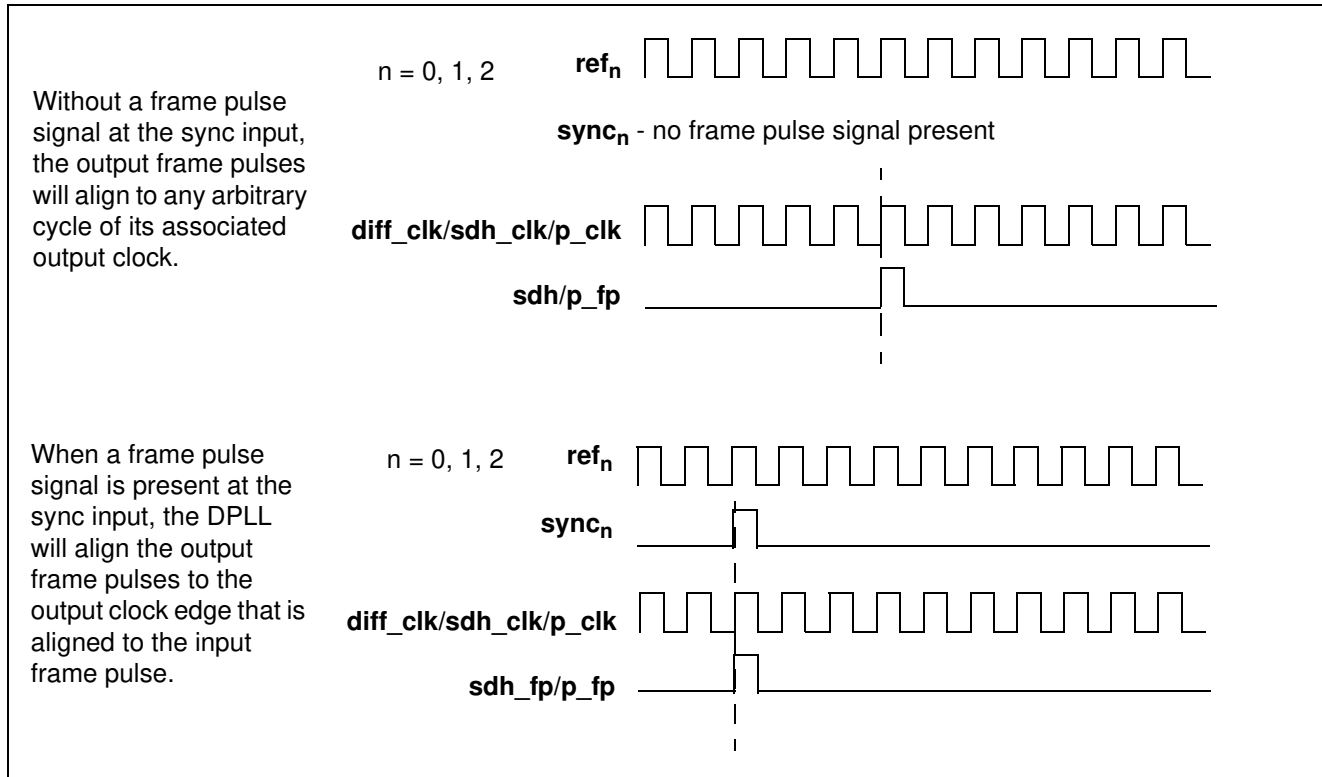 Without a frame pulse
signal at the sync input,
the output frame pulses
will align to any arbitrary
cycle of its associated
output clock.
n = 0, 1, 2
refn
syncn - no frame pulse signal present
diff_clk/sdh_clk/p_clk
sdh/p_fp
When a frame pulse
signal is present at the
sync input, the DPLL
will align the output
frame pulses to the
output clock edge that is
aligned to the input
frame pulse.
n = 0, 1, 2
refn
syncn
diff_clk/sdh_clk/p_clk
sdh_fp/p_fp